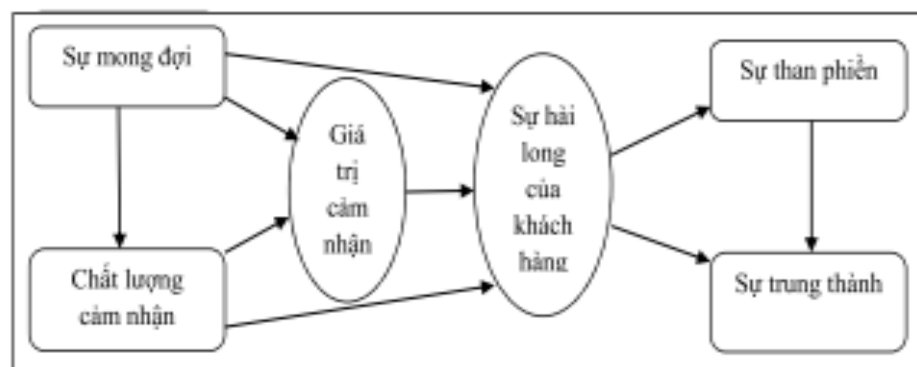 Sự mong đợi
Giá
trị
cảm
nhận
Chất lượng
cảm nhận
Sự hài
long
của
khách
hàng
Sự than phiền
Sự trung thành